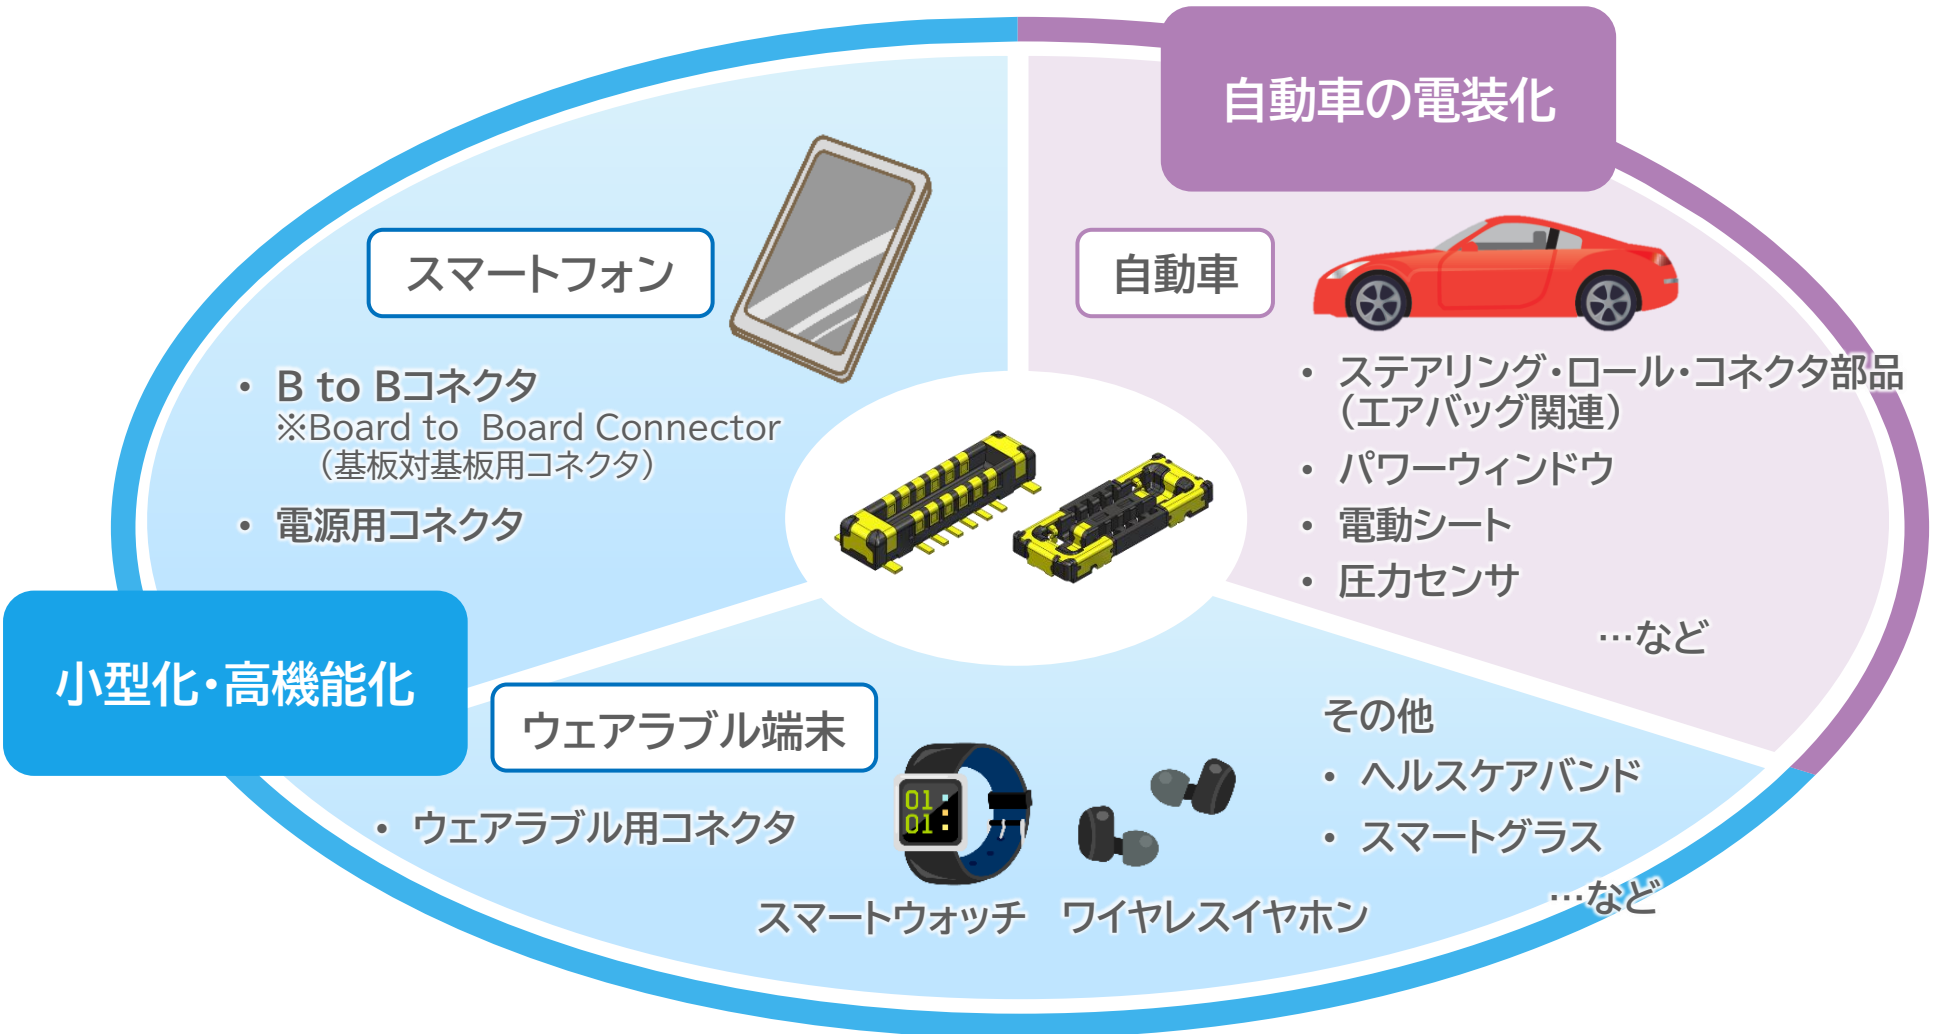 自動車の電装化
スマートフォン
・ B to Bコネクタ
※Board to Board Connector
（基板対基板用コネクタ）
・ 電源用コネクタ
自動車
・ ステアリング・ロール・コネクタ部品
（エアバッグ関連）
・ パワーウィンドウ
・ 電動シート
・ 圧力センサ
…など
小型化・高機能化
ウェアラブル端末
・ ウェアラブル用コネクタ
01
01
スマートウォッチ
ワイヤレスイヤホン
その他
・ ヘルスケアバンド
・ スマートグラス
…など